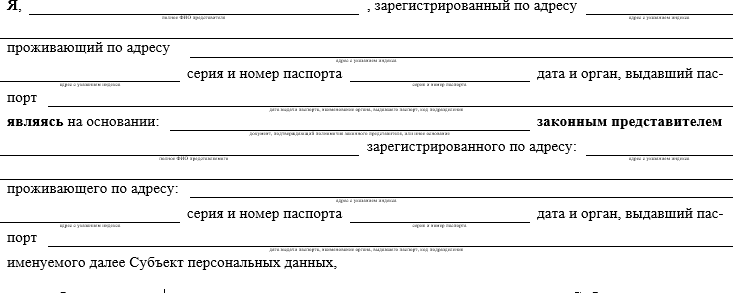 Я, , зарегистрированный по адресу
полное ФИО представителя адрес с указанием индекса
проживающий по адресу
адрес с указанием индекса
серия и номер паспорта дата и орган, выдавший пас-
адрес с указанием индекса серия и номер паспорта
порт
дата выдачи паспорта, наименование органа, выдавшего паспорт, код подразделения
являясь на основании: законным представителем
документ, подтверждающий полномочия законного представителя, или иное основание
зарегистрированного по адресу:
полное ФИО представляемого адрес с указанием индекса
проживающего по адресу:
адрес с указанием индекса
серия и номер паспорта дата и орган, выдавший пас-
адрес с указанием индекса серия и номер паспорта
порт
дата выдачи паспорта, наименование органа, выдавшего паспорт, код подразделения
именуемого далее Субъект персональных данных,